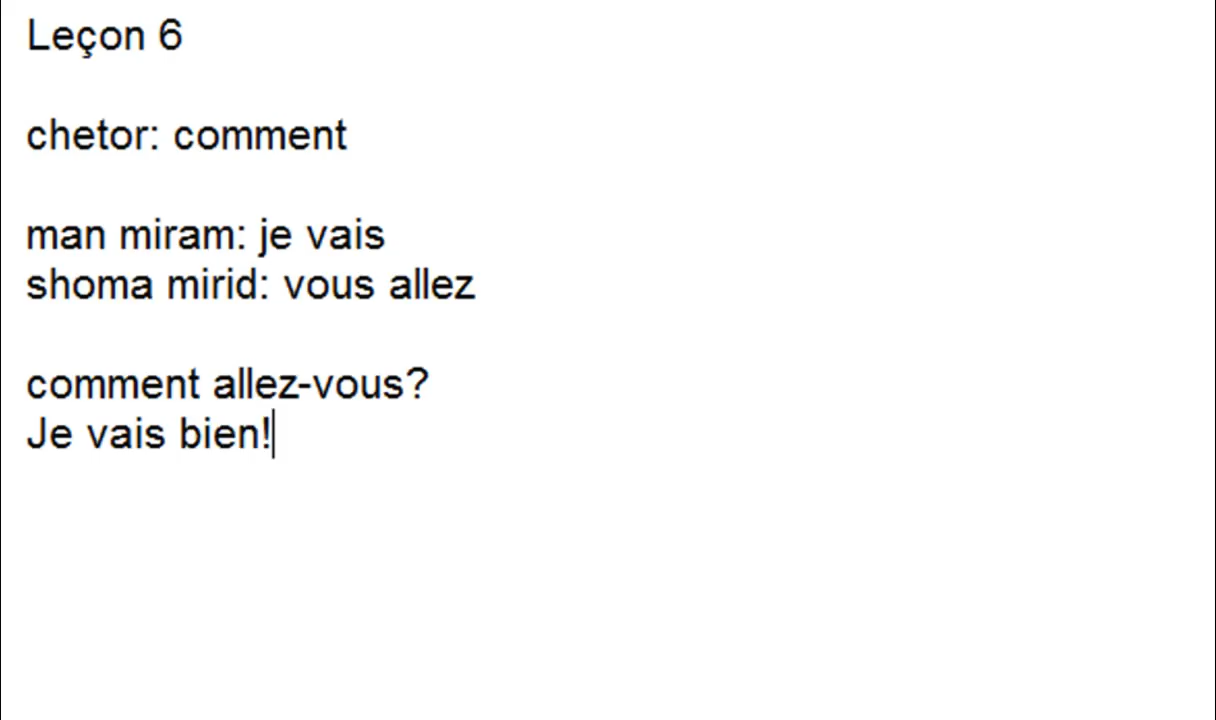 Leçon 6
chetor: comment
man miram: je vais
shoma mirid: vous allez
comment allez-vous?
Je vais bien!